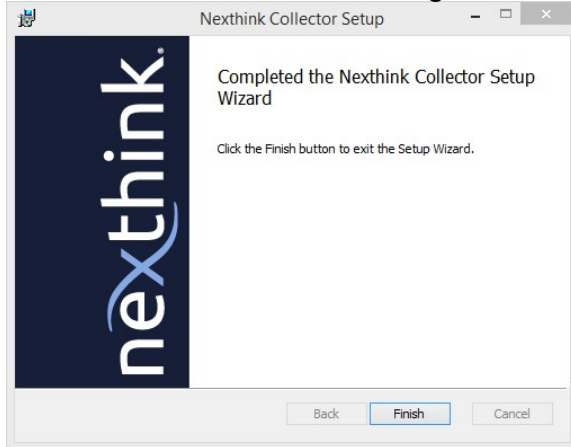 Nexthink Collector Setup
nexthink.
Completed the Nexthink Collector Setup
Wizard
Click the Finish button to exit the Setup Wizard.
Back Finish Cancel